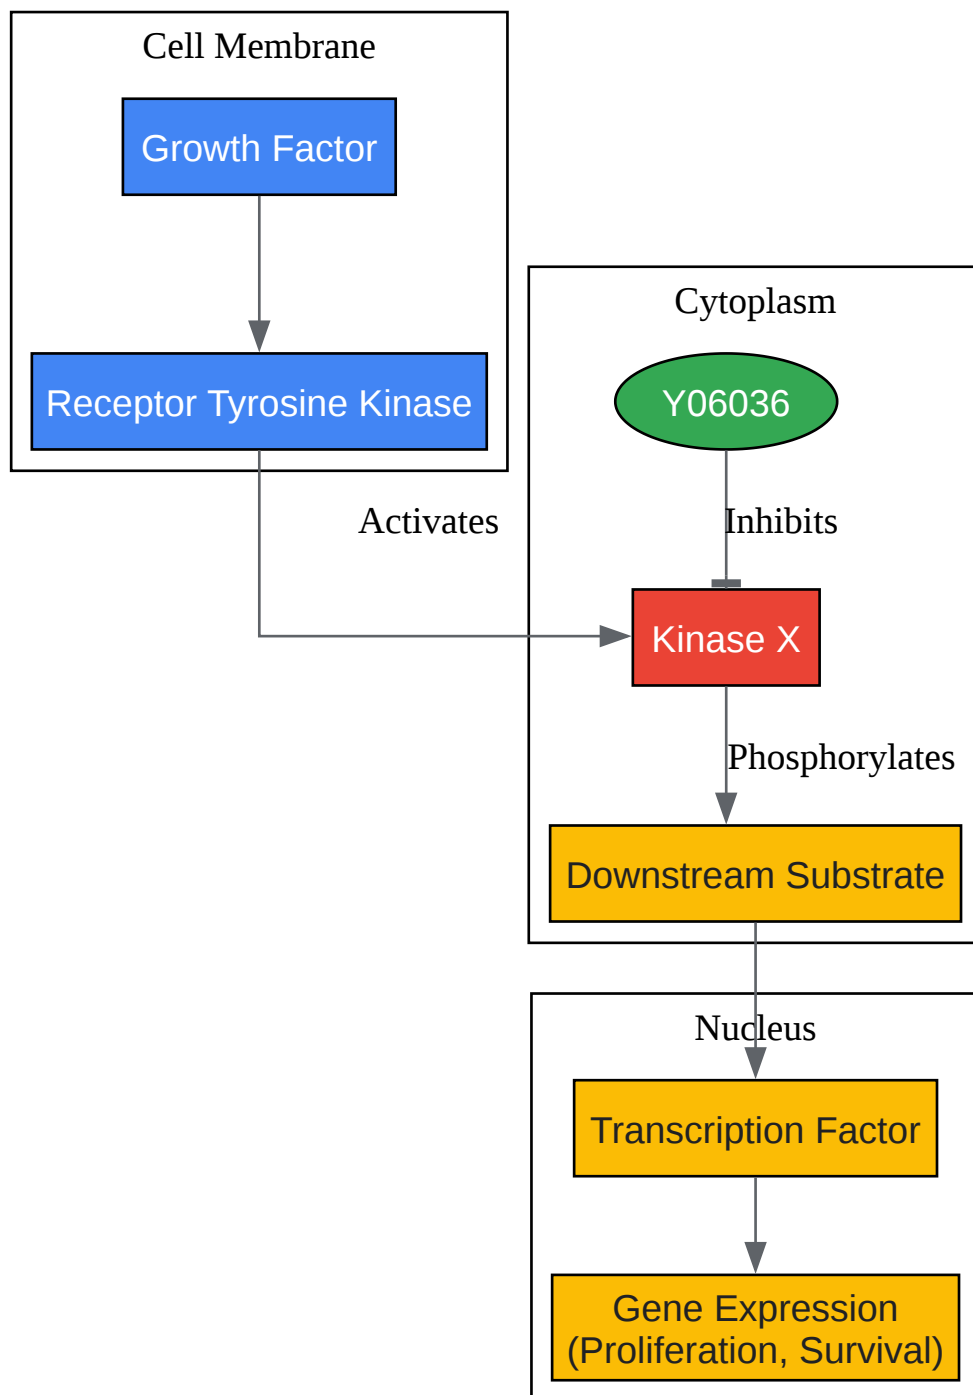 Cell Membrane
Growth Factor
Receptor Tyrosine Kinase
Activates
Cytoplasm
Y06036
Inhibits
Kinase X
Phosphorylates
Downstream Substrate
Nucleus
Transcription Factor
Gene Expression
(Proliferation, Survival)